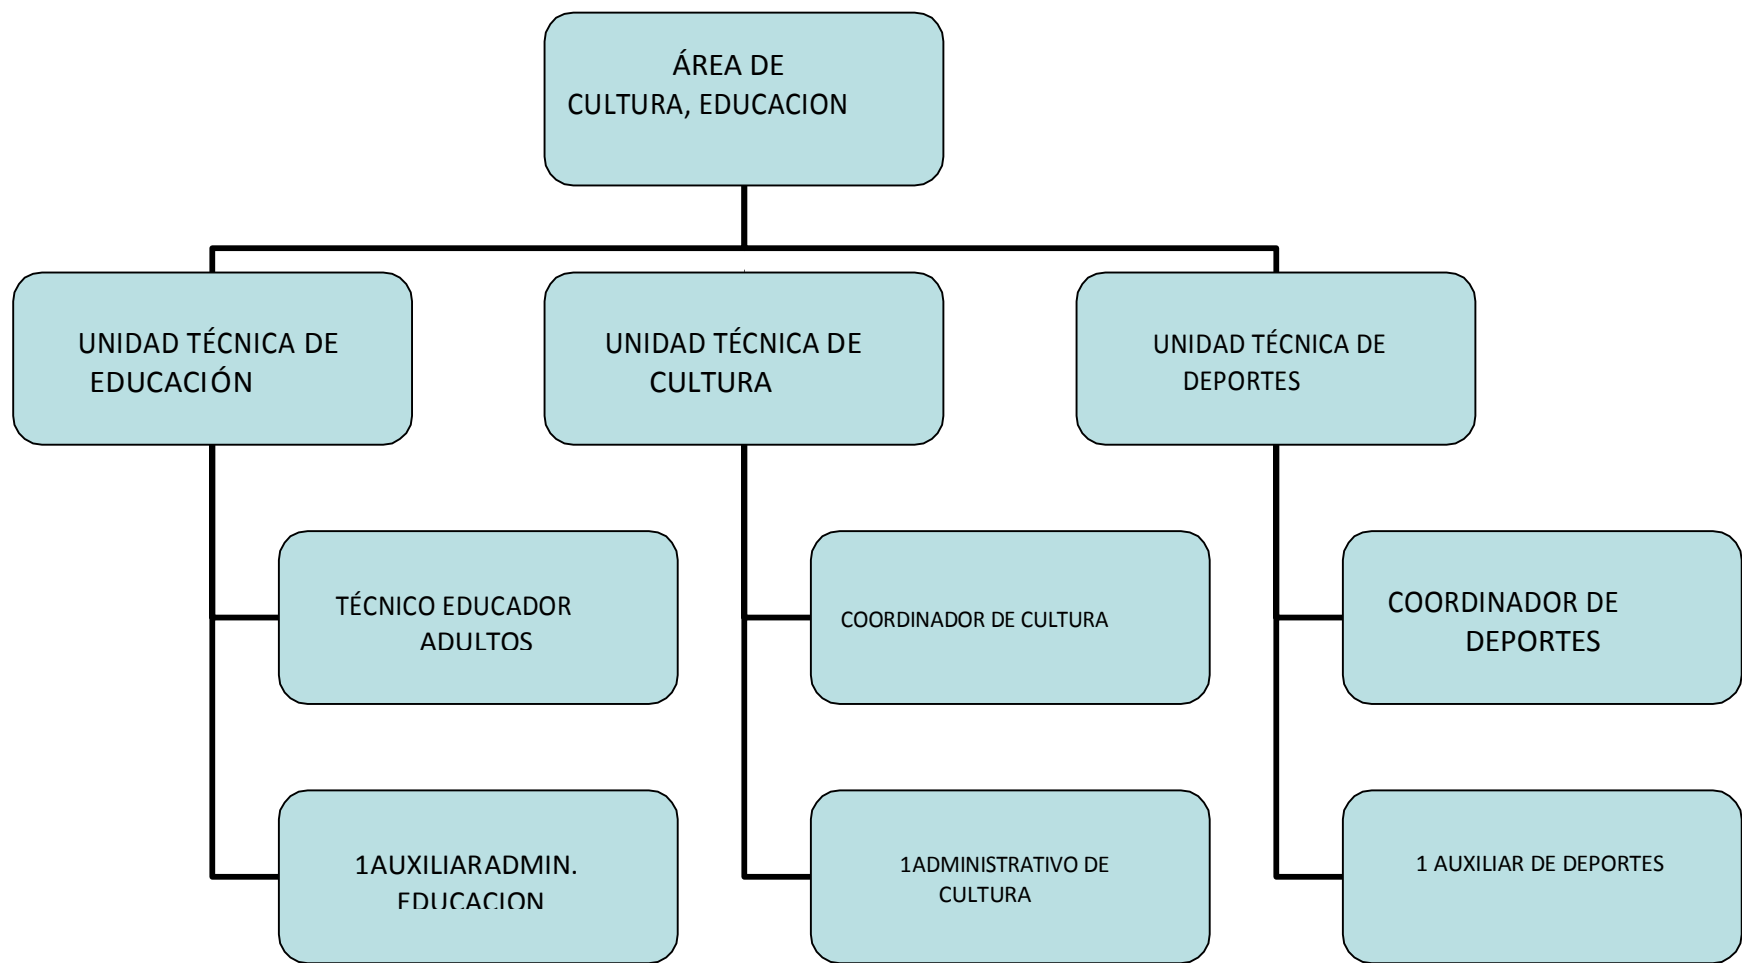 ÁREA DE
CULTURA, EDUCACION
UNIDAD TÉCNICA DE
EDUCACIÓN
UNIDAD TÉCNICA DE
CULTURA
UNIDAD TÉCNICA DE
DEPORTES
TÉCNICO EDUCADOR
ADULTOS
COORDINADOR DE CULTURA
COORDINADOR DE
DEPORTES
1AUXILIARADMIN.
EDUCACION
1ADMINISTRATIVO DE
CULTURA
1 AUXILIAR DE DEPORTES